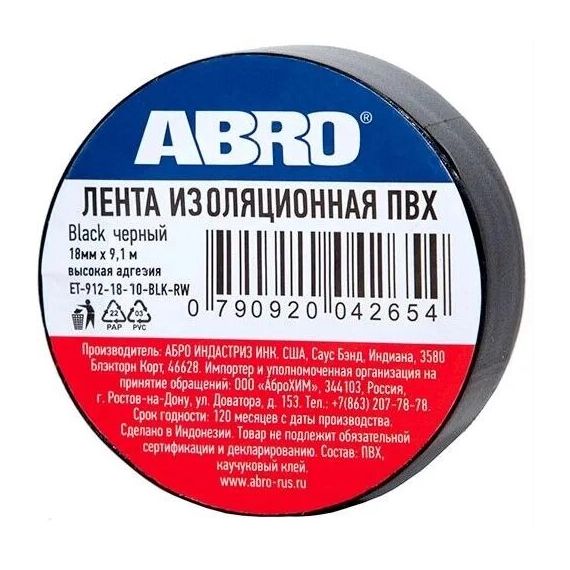 ABRO®
ЛЕНТА ИЗОЛЯЦИОННАЯ ПВХ
Black черный
18мм x 9,1 м
высокая адгезия
ET-912-18-10-BLK-RW
22 03
PAP PVC
0 790920 042654
Производитель: АБРО ИНДАСТРИЗ ИНК. США, Саус Бэнд, Индиана, 3580
Блэкторн Корт, 46628. Импортер и уполномоченная организация на
принятие обращений: ООО «АброХИМ», 344103, Россия,
г. Ростов-на-Дону, ул. Доватора, д. 153. Тел.: +7(863) 207-78-78.
Срок годности: 120 месяцев с даты производства.
Сделано в Индонезии. Товар не подлежит обязательной
сертификации и декларированию. Состав: ПВХ,
каучуковый клей.
www.abro-rus.ru